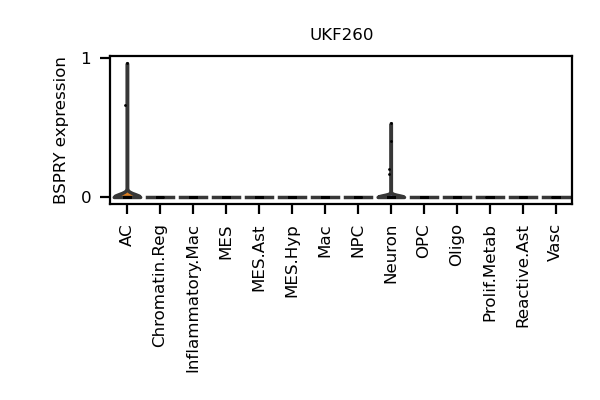 UKF260
BSPRY expression
1
0
AC
Chromatin.Reg
Inflammatory.Mac
MES
MES.Ast
MES.Hyp
Mac
NPC
Neuron
OPC
Oligo
Prolif.Metab
Reactive.Ast
Vasc